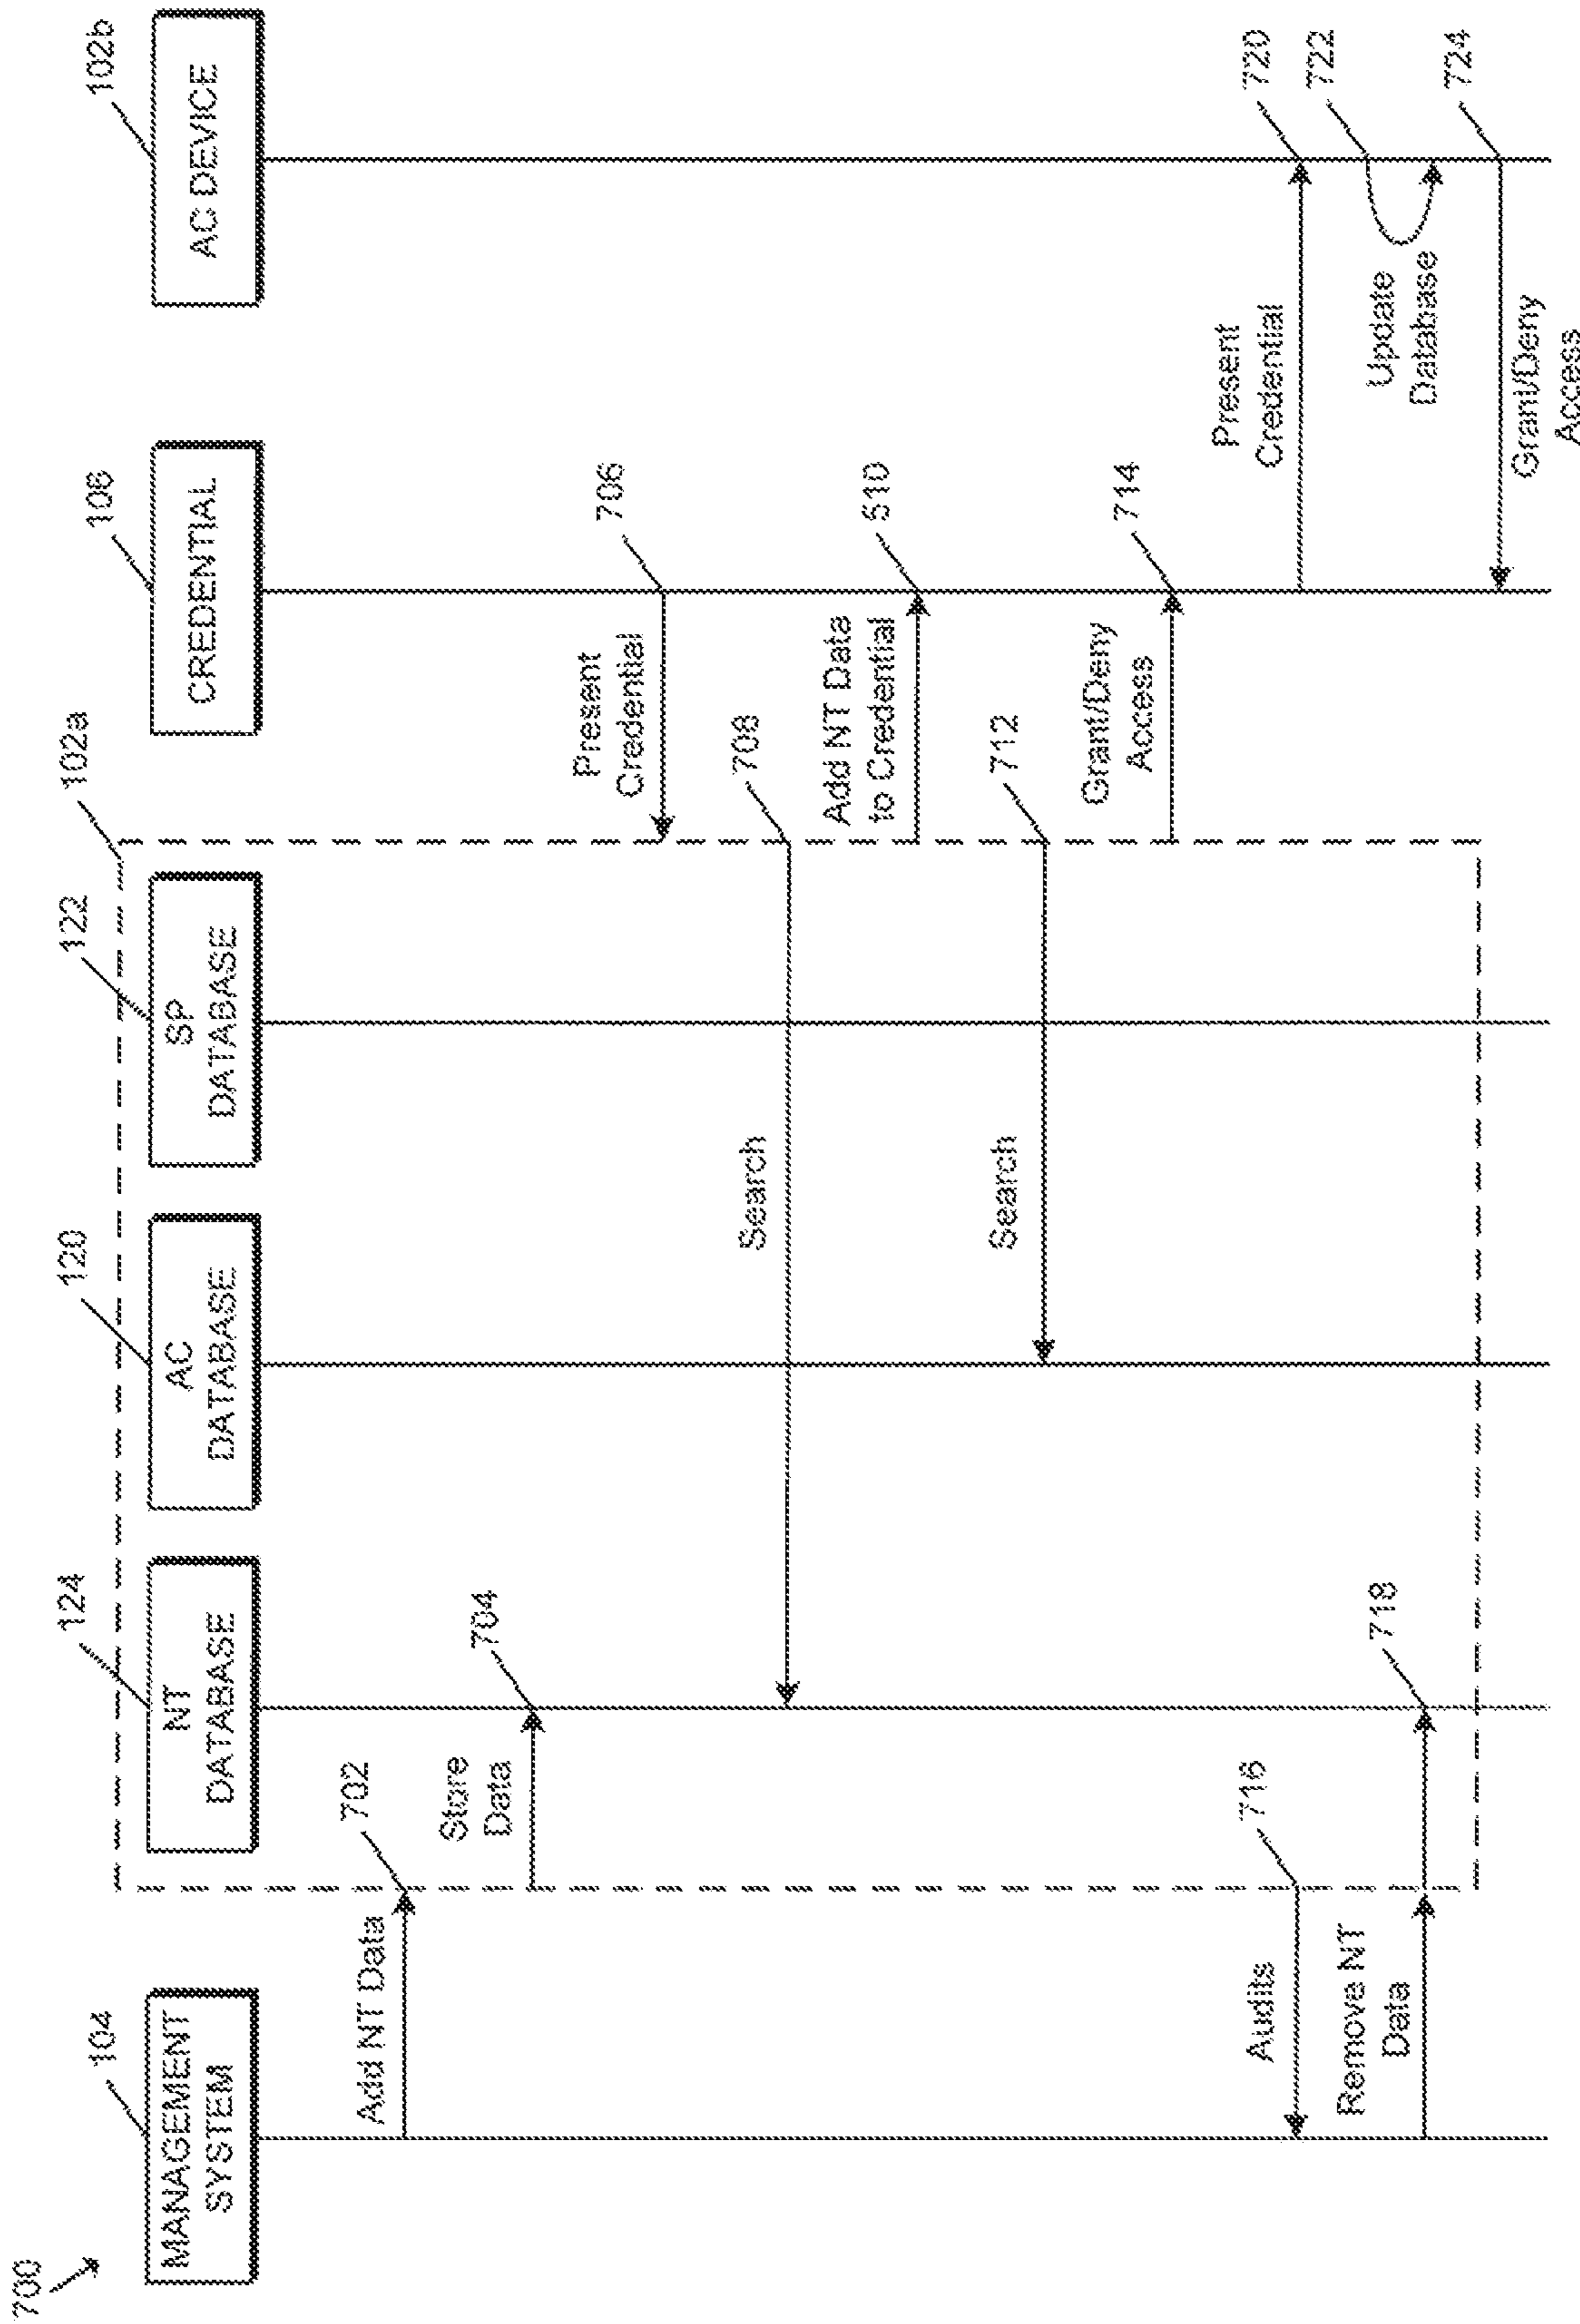 700
104
MANAGEMENT
SYSTEM
124
NT
DATABASE
120
AC
DATABASE
122
SP
DATABASE
102a
106
CREDENTIAL
102b
AC DEVICE
Add NT Data
702
Store
Data
704
Present
Credential
706
Search
708
Add NT Data
to Credential
510
Search
712
Grant/Deny
Access
714
Audits
716
Present
Credential
720
Remove NT
Data
718
Update
Database
722
Grant/Deny
Access
724